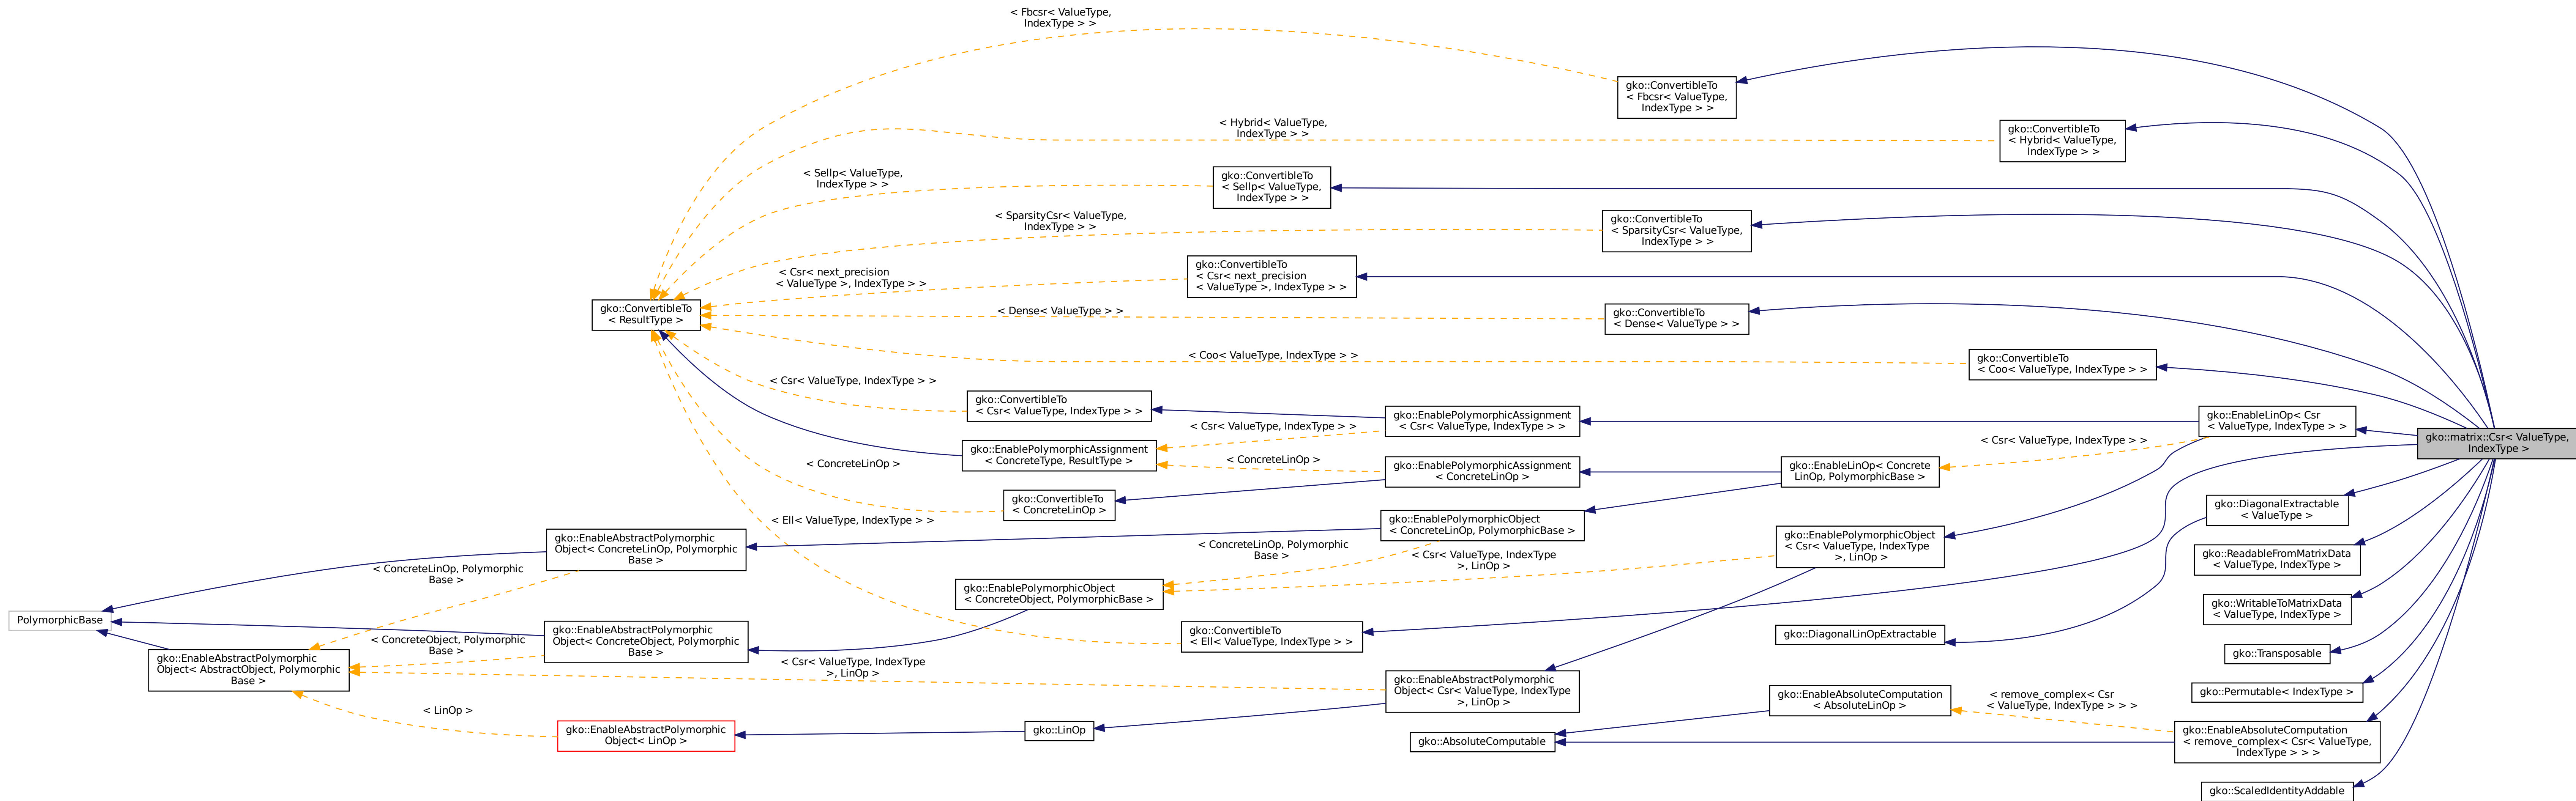 < Fbcsr< ValueType,
IndexType > >
gko::ConvertibleTo
< Fbcsr< ValueType,
IndexType > >
< Hybrid< ValueType,
IndexType > >
gko::ConvertibleTo
< Hybrid< ValueType,
IndexType > >
< Sellp< ValueType,
IndexType > >
gko::ConvertibleTo
< Sellp< ValueType,
IndexType > >
< SparsityCsr< ValueType,
IndexType > >
gko::ConvertibleTo
< SparsityCsr< ValueType,
IndexType > >
< Csr< next_precision
< ValueType >, IndexType > >
gko::ConvertibleTo
< Csr< next_precision
< ValueType >, IndexType > >
gko::ConvertibleTo
< ResultType >
< Dense< ValueType > >
gko::ConvertibleTo
< Dense< ValueType > >
< Coo< ValueType, IndexType > >
gko::ConvertibleTo
< Coo< ValueType, IndexType > >
< Csr< ValueType, IndexType > >
gko::ConvertibleTo
< Csr< ValueType, IndexType > >
gko::EnablePolymorphicAssignment
< Csr< ValueType, IndexType > >
gko::EnableLinOp< Csr
< ValueType, IndexType > >
gko::matrix::Csr< ValueType,
IndexType >
< Csr< ValueType, IndexType > >
< Csr< ValueType, IndexType > >
gko::EnablePolymorphicAssignment
< ConcreteType, ResultType >
< ConcreteLinOp >
< ConcreteLinOp >
gko::EnablePolymorphicAssignment
< ConcreteLinOp >
gko::EnableLinOp< Concrete
LinOp, PolymorphicBase >
gko::ConvertibleTo
< ConcreteLinOp >
gko::DiagonalExtractable
< ValueType >
< Ell< ValueType, IndexType > >
gko::EnablePolymorphicObject
< ConcreteLinOp, PolymorphicBase >
gko::EnablePolymorphicObject
< Csr< ValueType, IndexType
>, LinOp >
gko::EnableAbstractPolymorphic
Object< ConcreteLinOp, Polymorphic
Base >
< ConcreteLinOp, Polymorphic
Base >
< Csr< ValueType, IndexType
>, LinOp >
gko::ReadableFromMatrixData
< ValueType, IndexType >
< ConcreteLinOp, Polymorphic
Base >
gko::EnablePolymorphicObject
< ConcreteObject, PolymorphicBase >
gko::WritableToMatrixData
< ValueType, IndexType >
PolymorphicBase
gko::EnableAbstractPolymorphic
Object< ConcreteObject, Polymorphic
Base >
gko::ConvertibleTo
< Ell< ValueType, IndexType > >
gko::DiagonalLinOpExtractable
< ConcreteObject, Polymorphic
Base >
gko::Transposable
gko::EnableAbstractPolymorphic
Object< AbstractObject, Polymorphic
Base >
< Csr< ValueType, IndexType
>, LinOp >
gko::EnableAbstractPolymorphic
Object< Csr< ValueType, IndexType
>, LinOp >
gko::Permutable< IndexType >
gko::EnableAbsoluteComputation
< AbsoluteLinOp >
< remove_complex< Csr
< ValueType, IndexType > > >
< LinOp >
gko::EnableAbstractPolymorphic
Object< LinOp >
gko::LinOp
gko::AbsoluteComputable
gko::EnableAbsoluteComputation
< remove_complex< Csr< ValueType,
IndexType > > >
gko::ScaledIdentityAddable